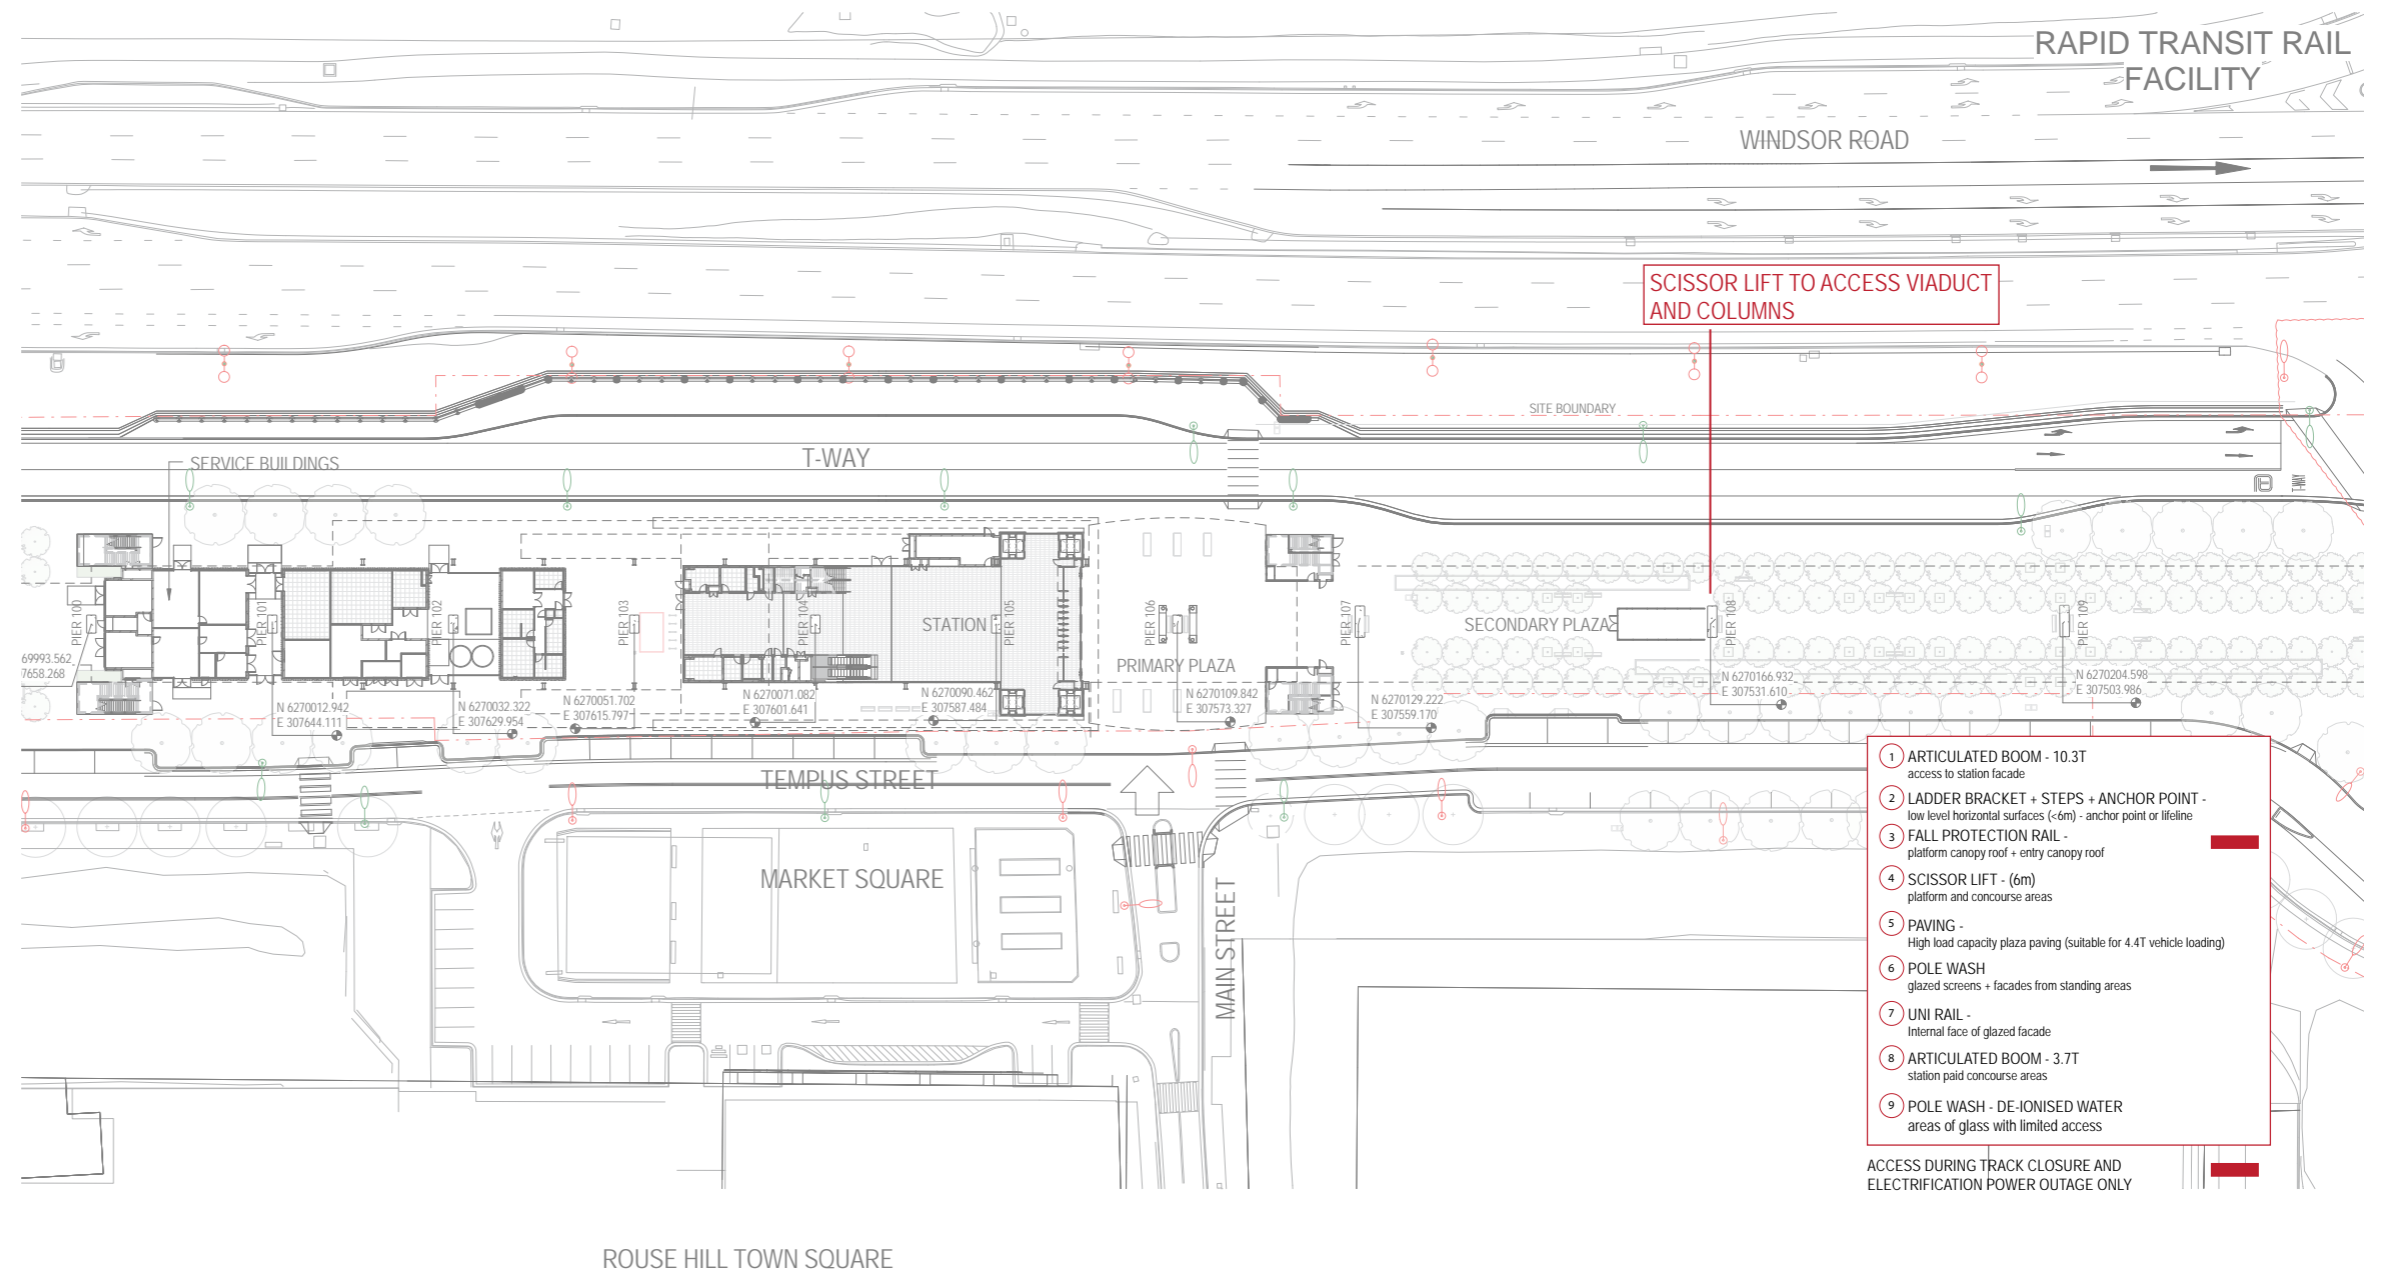 RAPID TRANSIT RAIL
FACILITY
WINDSOR ROAD
SCISSOR LIFT TO ACCESS VIADUCT
AND COLUMNS
SITE BOUNDARY
T-WAY
SERVICE BUILDINGS
T-WAY
PIER 100
PIER 101
PIER 102
PIER 103
PIER 104
STATION
PIER 105
PIER 106
PRIMARY PLAZA
PIER 107
SECONDARY PLAZA
PIER 108
PIER 109
69993.562
7658.268
N 6270012.942
E 307644.111
N 6270032.322
E 307629.954
N 6270051.702
E 307615.797
N 6270071.082
E 307601.641
N 6270090.462
E 307587.484
N 6270109.842
E 307573.327
N 6270129.222
E 307559.170
N 6270166.932
E 307531.610
N 6270204.598
E 307503.986
TEMPUS STREET
MARKET SQUARE
MAIN STREET
1 ARTICULATED BOOM - 10.3T
access to station facade
2 LADDER BRACKET + STEPS + ANCHOR POINT -
low level horizontal surfaces (<6m) - anchor point or lifeline
3 FALL PROTECTION RAIL -
platform canopy roof + entry canopy roof
4 SCISSOR LIFT - (6m)
platform and concourse areas
5 PAVING -
High load capacity plaza paving (suitable for 4.4T vehicle loading)
6 POLE WASH
glazed screens + facades from standing areas
7 UNI RAIL -
Internal face of glazed facade
8 ARTICULATED BOOM - 3.7T
station paid concourse areas
9 POLE WASH - DE-IONISED WATER
areas of glass with limited access
ACCESS DURING TRACK CLOSURE AND
ELECTRIFICATION POWER OUTAGE ONLY
ROUSE HILL TOWN SQUARE